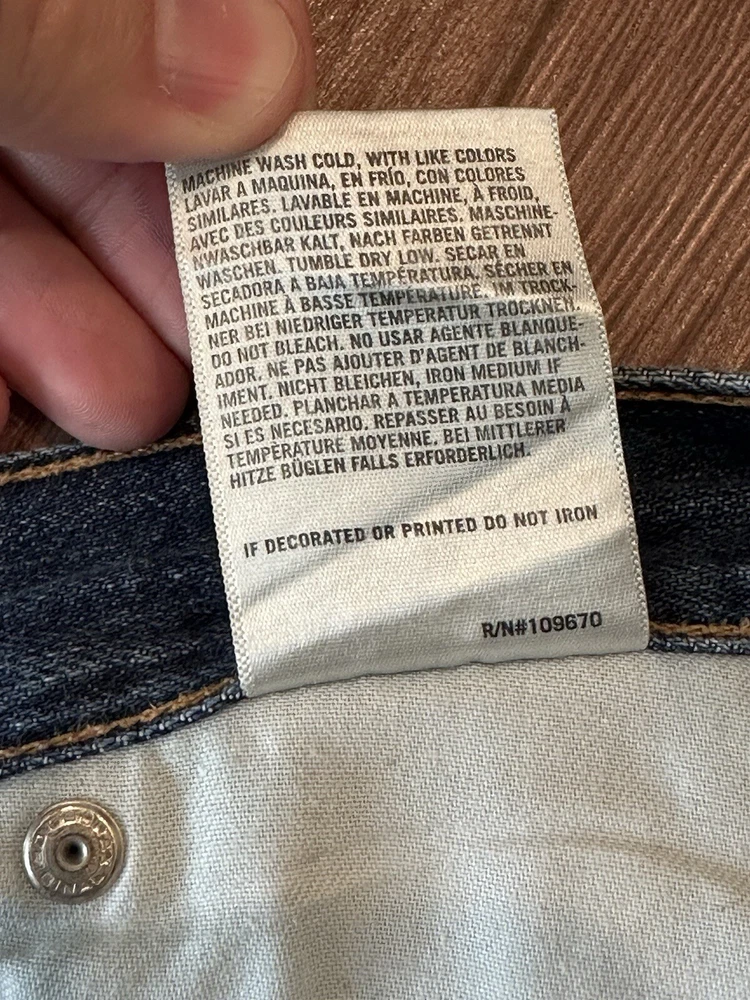 MACHINE WASH COLD, WITH LIKE COLORS
LAVAR A MAQUINA, EN FRÍO, CON COLORES
SIMILARES. LAVABLE EN MACHINE, À FROID,
AVEC DES COULEURS SIMILAIRES. MASCHINE-
NWASCHBAR KALT, NACH FARBEN GETRENNT
WASCHEN. TUMBLE DRY LOW. SECAR EN
SECADORA A BAJA TEMPÉRATURA. SÉCHER EN
MACHINE À BASSE TEMPÉRATURE. IM TROCK-
NER BEI NIEDRIGER TEMPERATUR TROCKNEN
DO NOT BLEACH. NO USAR AGENTE BLANQUE-
ADOR. NE PAS AJOUTER D'AGENT DE BLANCH-
IMENT. NICHT BLEICHEN, IRON MEDIUM IF
NEEDED. PLANCHAR A TEMPERATURA MEDIA
SI ES NECESARIO. REPASSER AU BESOIN À
TEMPÉRATURE MOYENNE. BEI MITTLERER
HITZE BÜGLEN FALLS ERFORDERLICH.
IF DECORATED OR PRINTED DO NOT IRON
R/N#109670